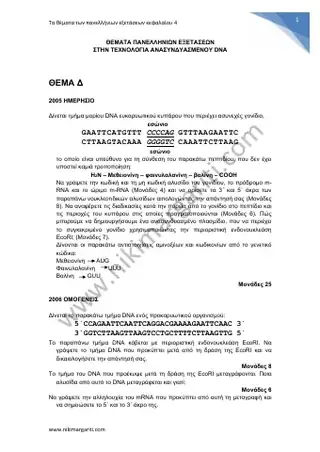 Τα θέματα των πανελληνίων εξετάσεων κεφαλαίου 4
1
ΘΕΜΑΤΑ ΠΑΝΕΛΛΗΝΙΩΝ ΕΞΕΤΑΣΕΩΝ
ΣΤΗΝ ΤΕΧΝΟΛΟΓΙΑ ΑΝΑΣΥΝΔΥΑΣΜΕΝΟΥ DNA
ΘΕΜΑ Δ
2005 ΗΜΕΡΗΣΙΟ
Δίνεται τμήμα μορίου DNA ευκαρυωτικού κυττάρου που περιέχει ασυνεχές γονίδιο,
εσώνιο
GAATTCATGTTT CCCCAG GTTTAAGAATTC
CTTAAGTACAAA GGGGTC CAAATTCTTAAG
εσώνιο
το οποίο είναι υπεύθυνο για τη σύνθεση του παρακάτω πεπτιδίου, που δεν έχει
υποστεί καμιά τροποποίηση:
H₂N – Μεθειονίνη – φαινυλαλανίνη – βαλίνη – COOH
Να γράψετε την κωδική και τη μη κωδική αλυσίδα του γονιδίου, το πρόδρομο m-
RNA και το ώριμο m-RNA (Μονάδες 4) και να ορίσετε τα 3΄ και 5΄ άκρα των
παραπάνω νουκλεοτιδικών αλυσίδων αιτιολογώντας την απάντησή σας (Μονάδες
8). Να αναφέρετε τις διαδικασίες κατά την πορεία από το γονίδιο στο πεπτίδιο και
τις περιοχές του κυττάρου στις οποίες πραγματοποιούνται (Μονάδες 6). Πώς
μπορούμε να δημιουργήσουμε ένα ανασυνδυασμένο πλασμίδιο, που να περιέχει
το συγκεκριμένο γονίδιο χρησιμοποιώντας την περιοριστική ενδονουκλεάση
EcoRI (Μονάδες 7).
Δίνονται οι παρακάτω αντιστοιχίσεις αμινοξέων και κωδικονίων από το γενετικό
κώδικα:
Μεθειονίνη → AUG
Φαινυλαλανίνη → UUU
Βαλίνη → GUU
Μονάδες 25
2006 ΟΜΟΓΕΝΕΙΣ
Δίνεται το παρακάτω τμήμα DNA ενός προκαρυωτικού οργανισμού:
5΄CCAGAATTCAATTCAGGACGAAAAGAATTCAAC 3΄
3΄GGTCTTAAGTTAAGTCCTGCTTTTCTTAAGTTG 5΄
Το παραπάνω τμήμα DNA κόβεται με περιοριστική ενδονουκλεάση EcoRI. Να
γράψετε το τμήμα DNA που προκύπτει μετά από τη δράση της EcoRI και να
δικαιολογήσετε την απάντησή σας.
Μονάδες 8
Το τμήμα του DNA που προέκυψε μετά τη δράση της EcoRI μεταγράφεται. Ποια
αλυσίδα από αυτό το DNA μεταγράφεται και γιατί;
Μονάδες 6
Να γράψετε την αλληλουχία του mRNA που προκύπτει από αυτή τη μεταγραφή και
να σημειώσετε το 5΄ και το 3΄ άκρο της.
www.nikimargariti.com
www.nikimargariti.com